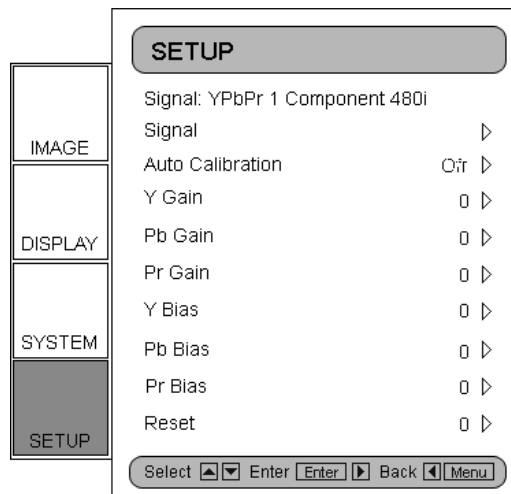 SETUP
Signal: YPbPr 1 Component 480i
Signal
Auto Calibration Off
Y Gain 0
Pb Gain 0
Pr Gain 0
Y Bias 0
Pb Bias 0
Pr Bias 0
Reset 0
IMAGE
DISPLAY
SYSTEM
SETUP
Select Enter Enter Back Menu